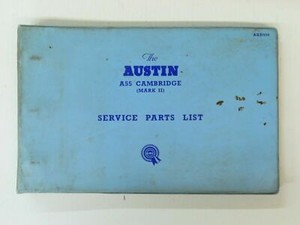 The
AUSTIN
A55 CAMBRIDGE
(MARK II)
SERVICE PARTS LIST